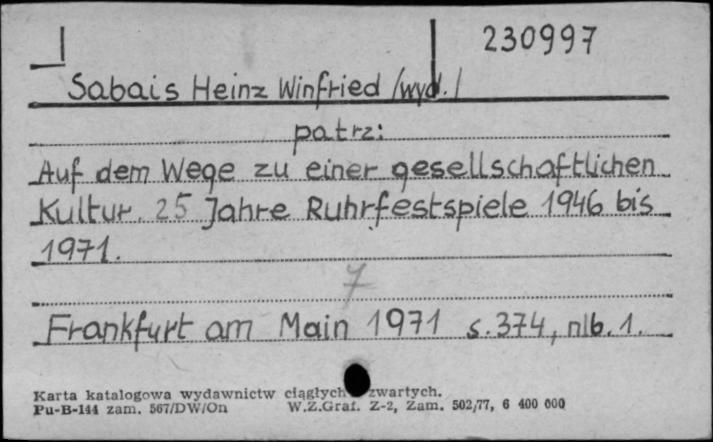 230997
Sabais Heinz Winfried /wyd./
patrz:
Auf dem Wege zu einer gesellschaftlichen
Kultur. 25 Jahre Ruhrfestspiele 1946 bis
1971.
7
Frankfurt am Main 1971 s. 374, nlb. 1.
Karta katalogowa wydawnictw ciągłych zwartych.
Pu-B-144 zam. 567/DW/On W.Z.Graf. Z-2, Zam. 502/77, 6 400 000